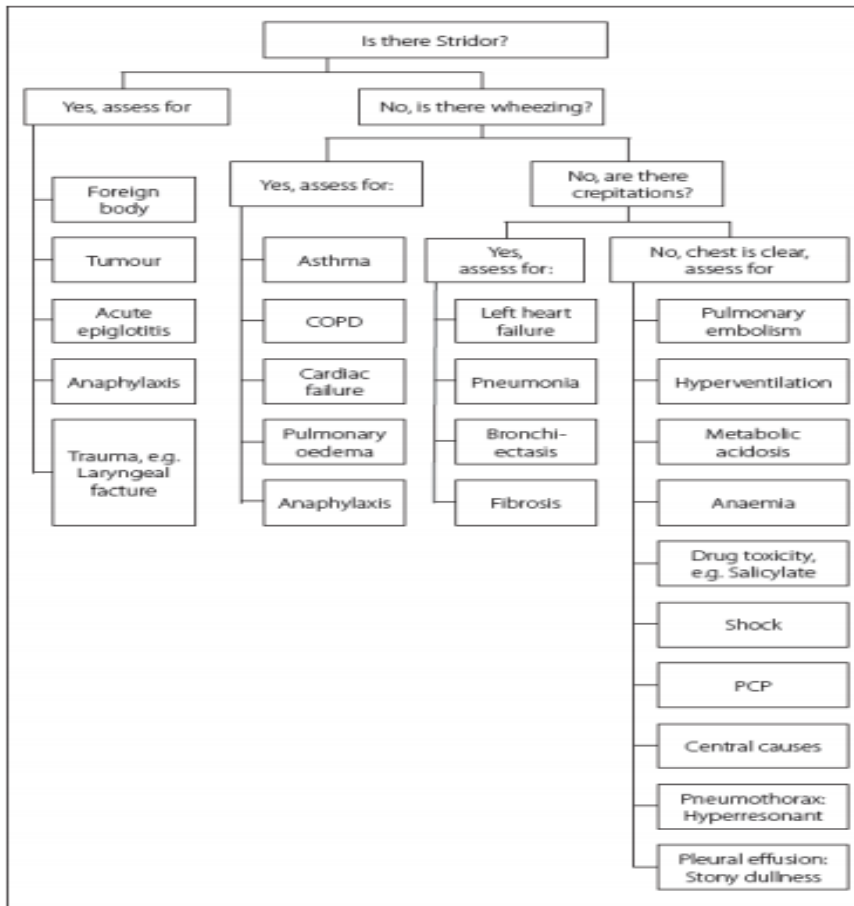 Is there Stridor?
Yes, assess for
No, is there wheezing?
Foreign
body
Tumour
Acute
epiglotitis
Anaphylaxis
Trauma, e.g.
Laryngeal
facture
Yes, assess for:
Asthma
COPD
Cardiac
failure
Pulmonary
oedema
Anaphylaxis
No, are there
crepitations?
Yes,
assess for:
Left heart
failure
Pneumonia
Bronchi-
ectasis
Fibrosis
No, chest is clear,
assess for
Pulmonary
embolism
Hyperventilation
Metabolic
acidosis
Anaemia
Drug toxicity,
e.g. Salicylate
Shock
PCP
Central causes
Pneumothorax:
Hyperresonant
Pleural effusion:
Stony dullness